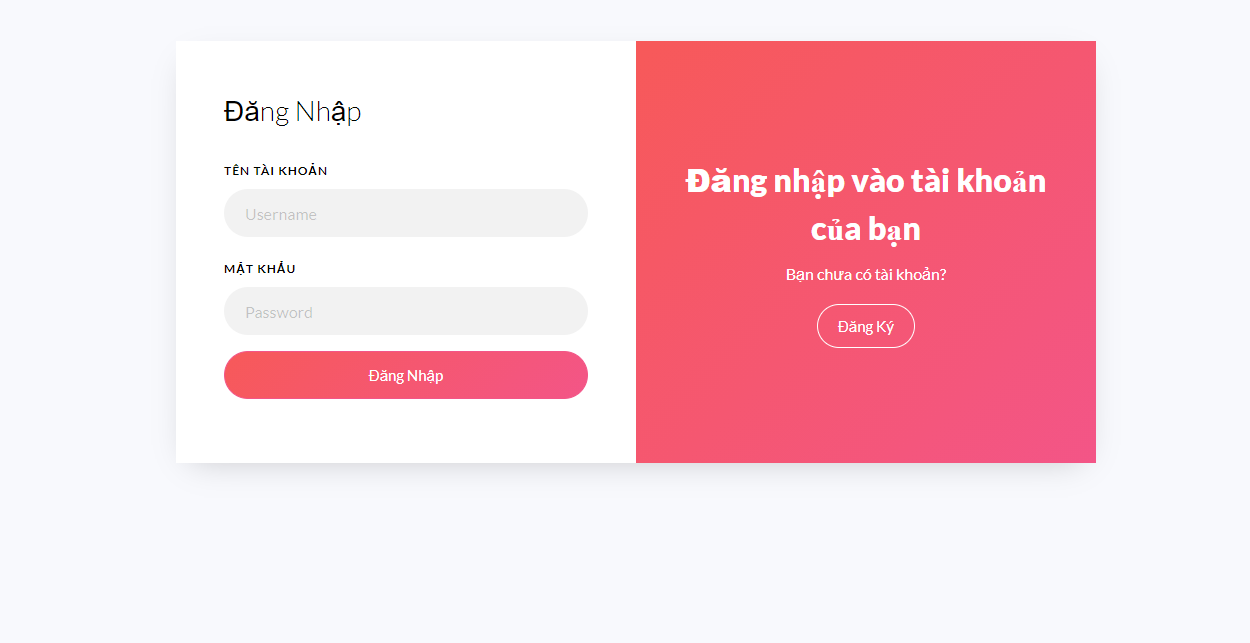 Đăng Nhập
TÊN TÀI KHOẢN
Username
MẬT KHẨU
Password
Đăng Nhập
Đăng nhập vào tài khoản
của bạn
Bạn chưa có tài khoản?
Đăng Ký